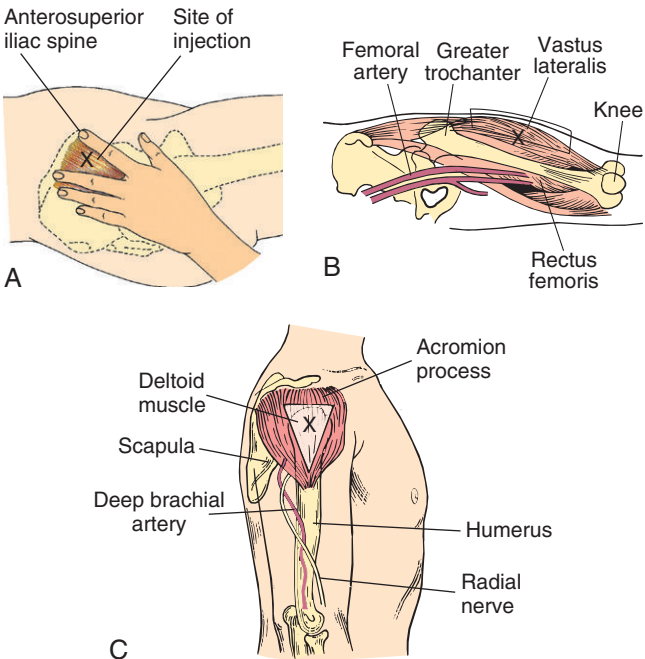 Anterosuperior
iliac spine
Site of
injection
X
A
Femoral
artery
Greater
trochanter
Vastus
lateralis
Knee
X
Rectus
femoris
B
Acromion
process
Deltoid
muscle
X
Scapula
Deep brachial
artery
Humerus
Radial
nerve
C